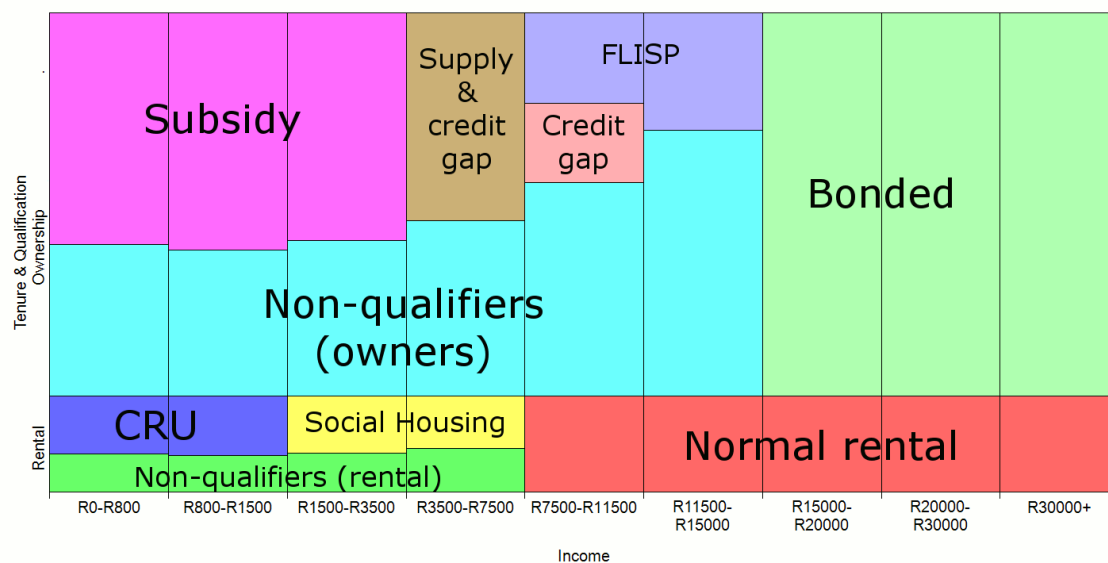 Supply
&
credit
gap
FLISP
Subsidy
Credit
gap
Bonded
Tenure & Qualification
Ownership
Non-qualifiers
(owners)
CRU
Social Housing
Normal rental
Rental
Non-qualifiers (rental)
R0-R800
R800-R1500
R1500-R3500
R3500-R7500
R7500-R11500
R11500-
R15000
R15000-
R20000
R20000-
R30000
R30000+
Income